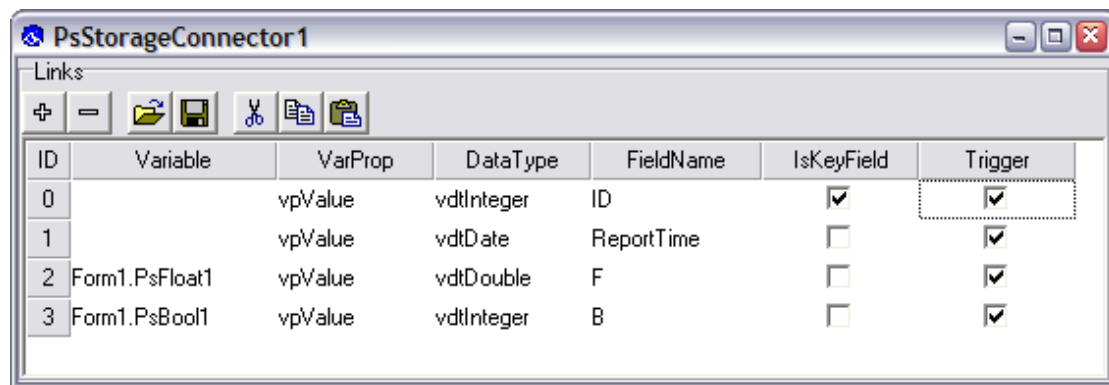 PsStorageConnector1
Links
ID Variable VarProp DataType FieldName IsKeyField Trigger
0 vpValue vdtInteger ID
1 vpValue vdtDate ReportTime
2 Form1.PsFloat1 vpValue vdtDouble F
3 Form1.PsBool1 vpValue vdtInteger B